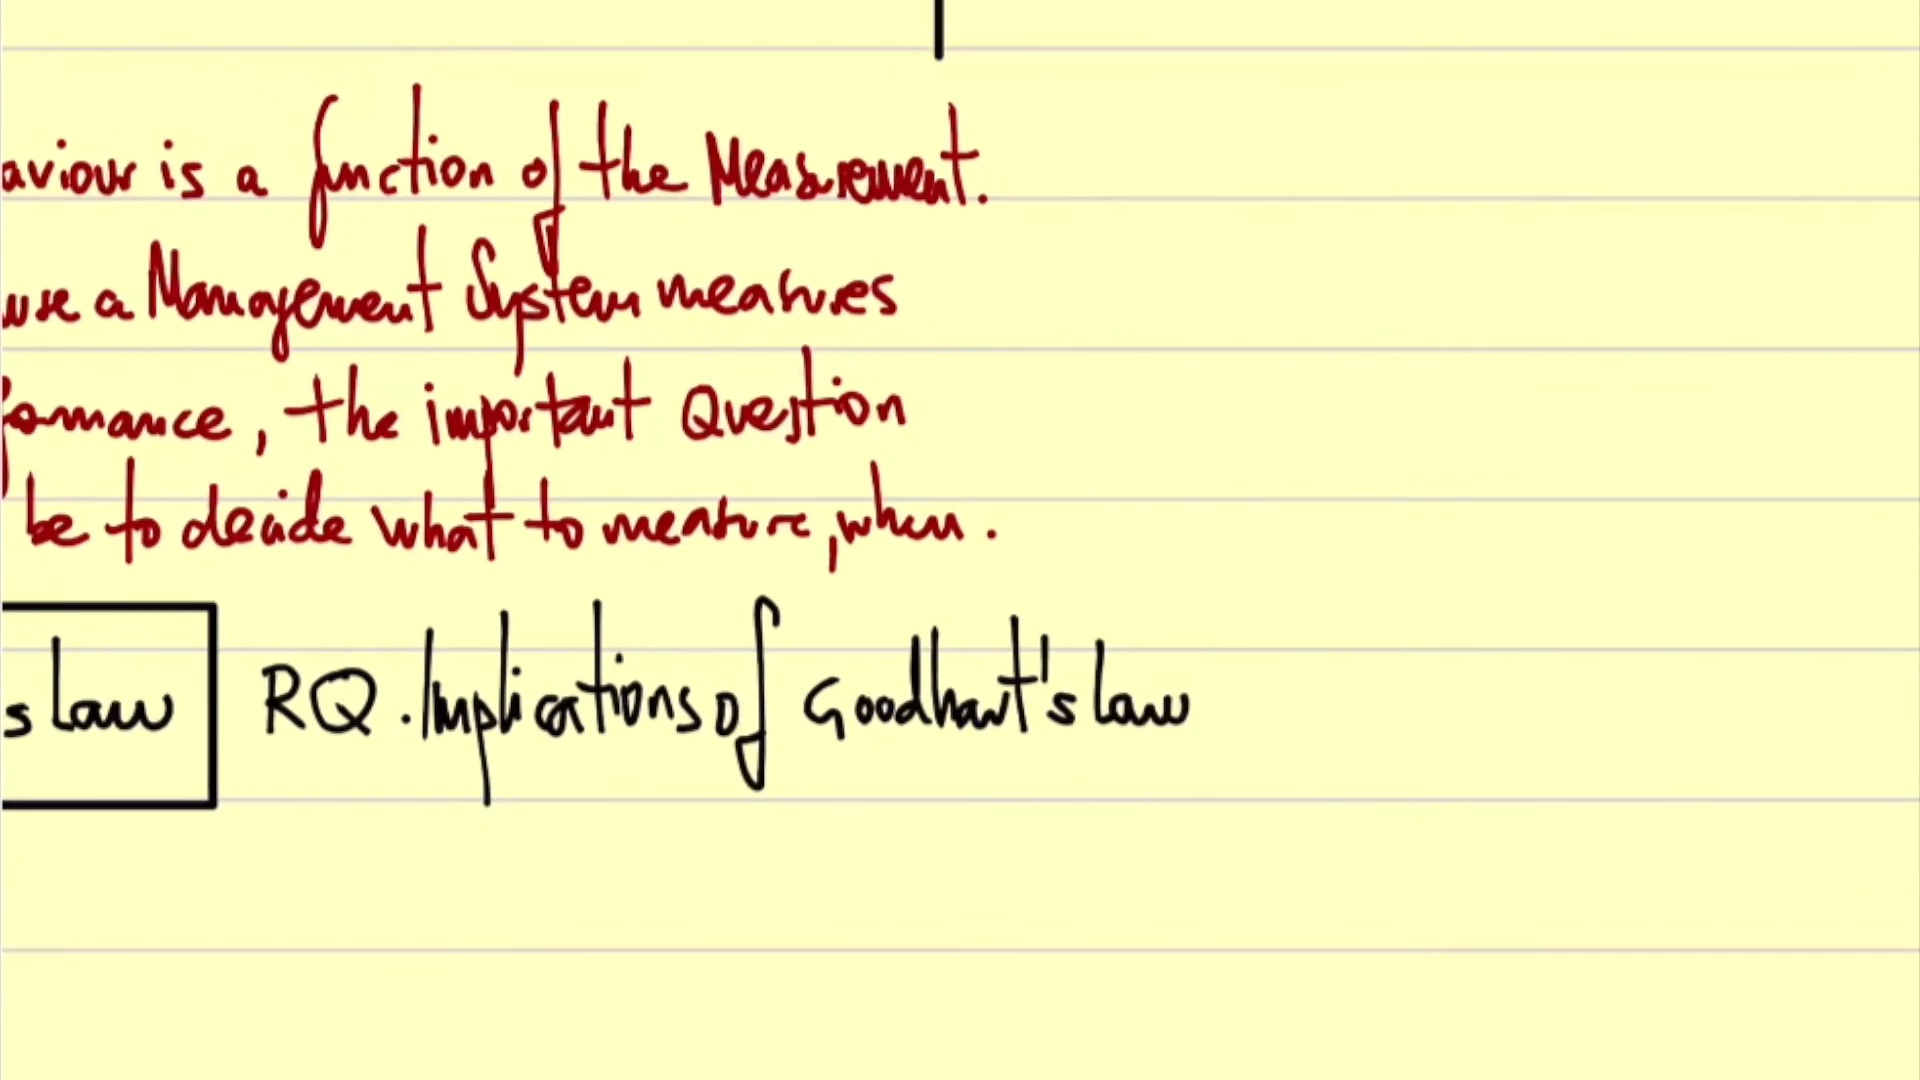 aviour is a function of the Measurement.
use a Management System measures
formance, the important Question
be to decide what to measure, when.
s law RQ. Implications of Goodhart's law